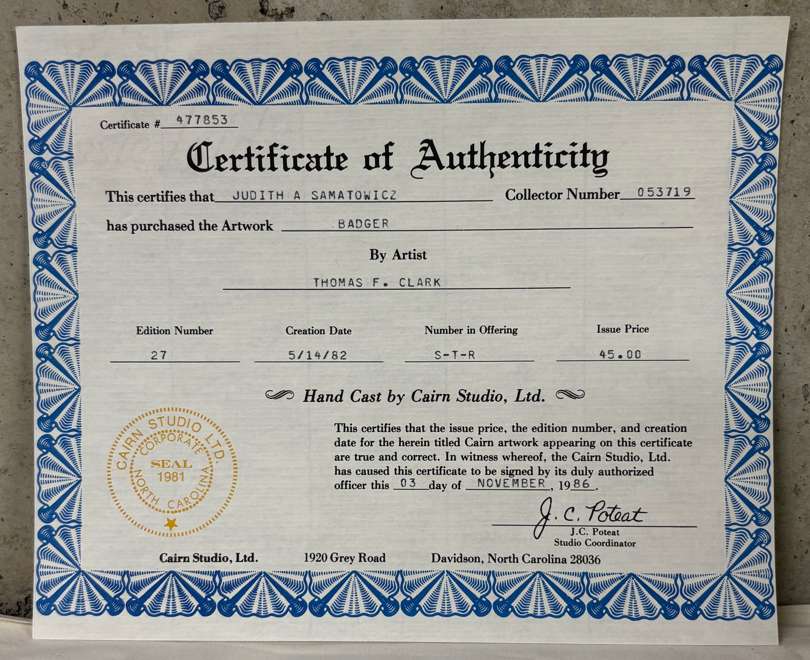 Certificate # 477853
Certificate of Authenticity
This certifies that JUDITH A SAMATOWICZ Collector Number 053719
has purchased the Artwork BADGER
By Artist
THOMAS F. CLARK
Edition Number Creation Date Number in Offering Issue Price
27 5/14/82 S-T-R 45.00
Hand Cast by Cairn Studio, Ltd.
This certifies that the issue price, the edition number, and creation
date for the herein titled Cairn artwork appearing on this certificate
are true and correct. In witness whereof, the Cairn Studio, Ltd.
has caused this certificate to be signed by its duly authorized
officer this 03 day of NOVEMBER, 1986.
CAIRN STUDIO LTD.
CORPORATE
SEAL
1981
NORTH CAROLINA
J. C. Poteat
J.C. Poteat
Studio Coordinator
Cairn Studio, Ltd. 1920 Grey Road Davidson, North Carolina 28036